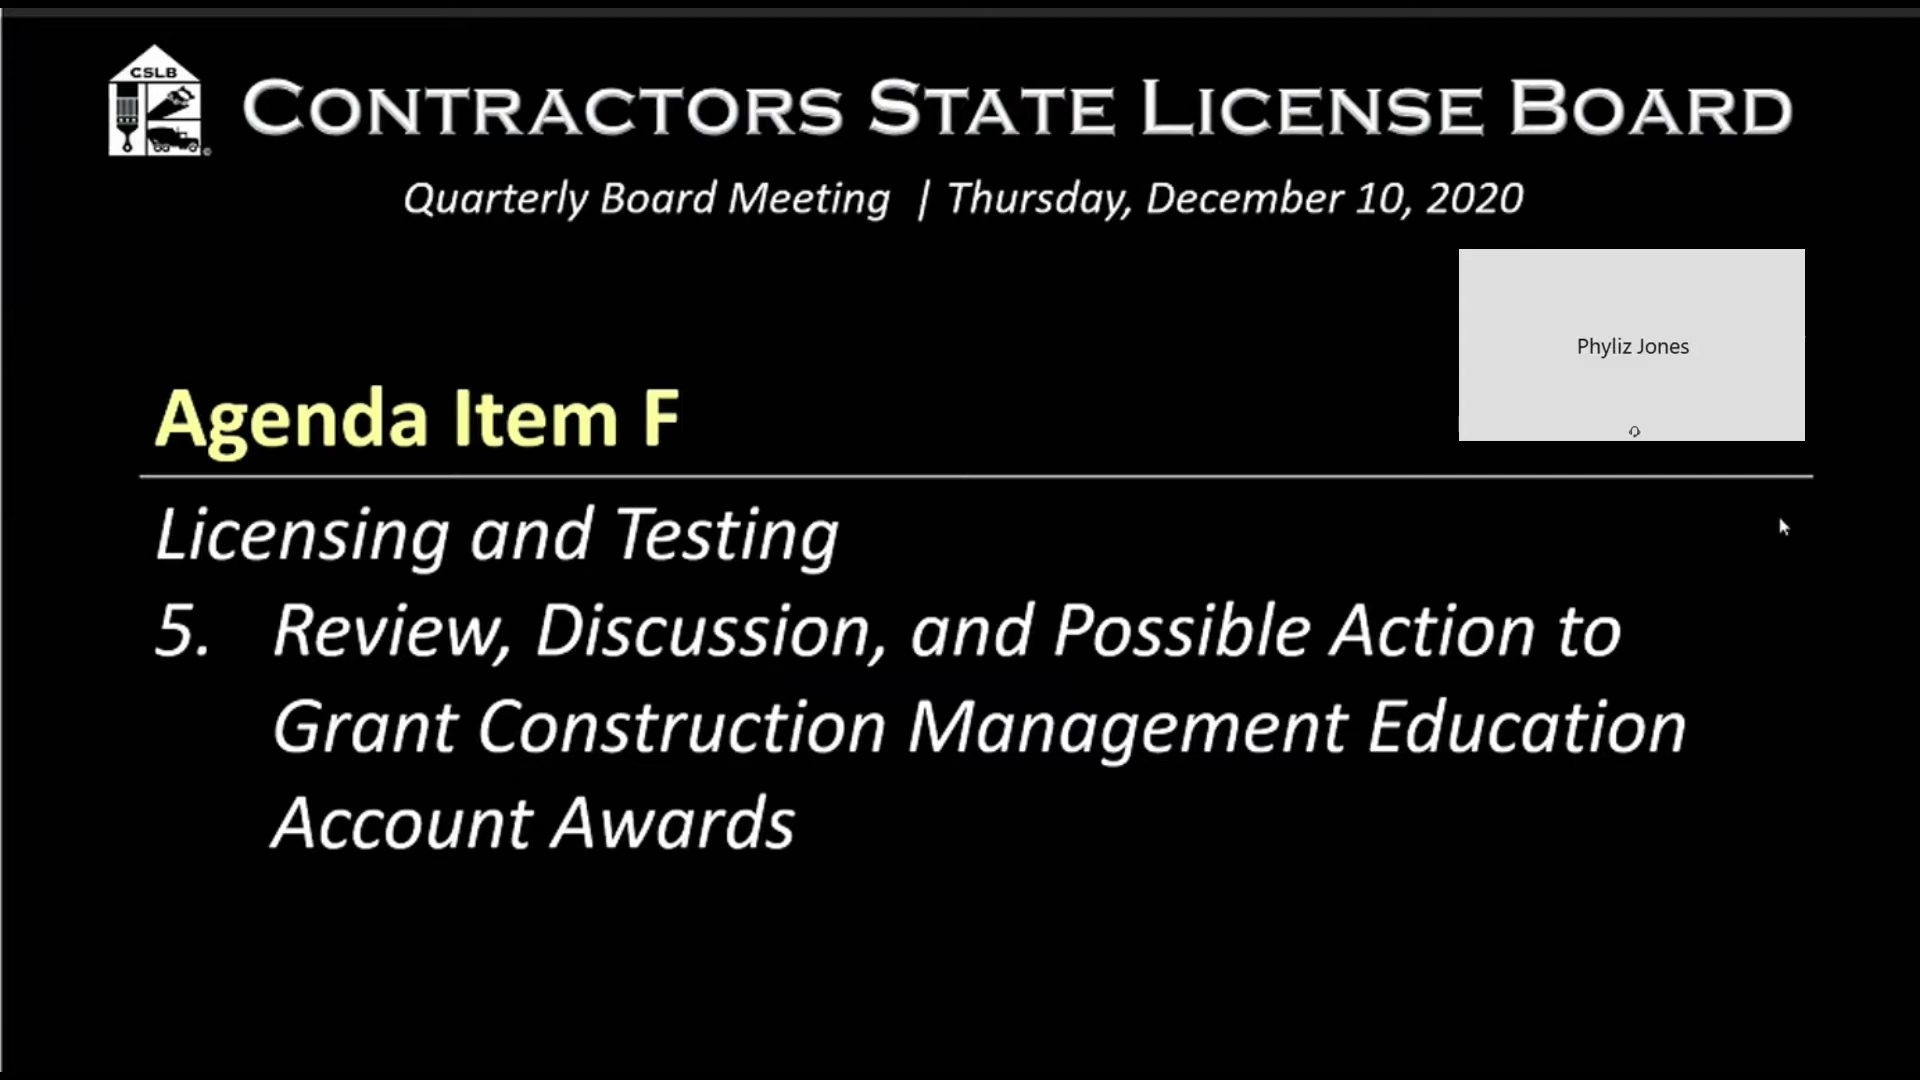 CSLB
CONTRACTORS STATE LICENSE BOARD
Quarterly Board Meeting | Thursday, December 10, 2020
Phyliz Jones
Agenda Item F
Licensing and Testing
5. Review, Discussion, and Possible Action to
Grant Construction Management Education
Account Awards